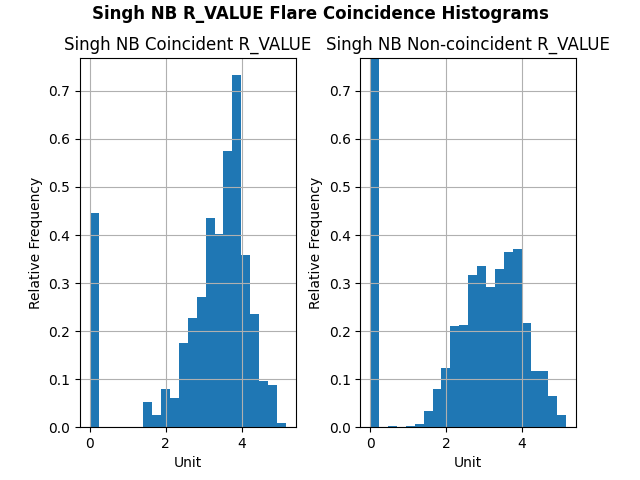 Singh NB R_VALUE Flare Coincidence Histograms
Singh NB Coincident R_VALUE
Singh NB Non-coincident R_VALUE
Relative Frequency
0.7
0.6
0.5
0.4
0.3
0.2
0.1
0.0
0 2 4
Unit
Relative Frequency
0.7
0.6
0.5
0.4
0.3
0.2
0.1
0.0
0 2 4
Unit